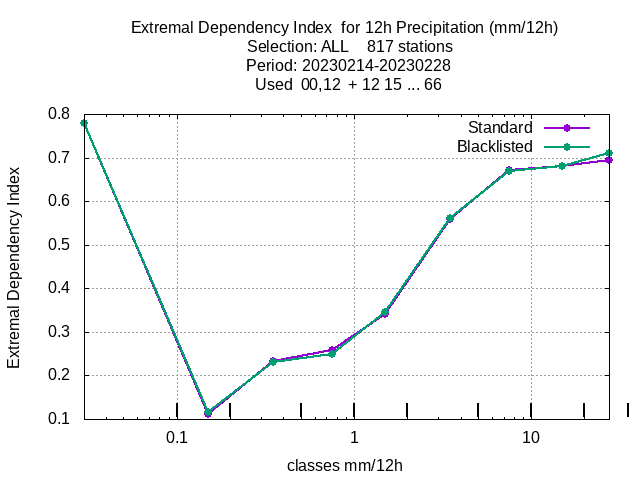 Extremal Dependency Index  for 12h Precipitation (mm/12h)
Selection: ALL    817 stations
Period: 20230214-20230228
Used  00,12  + 12 15 ... 66
Standard
Blacklisted
0.8
0.7
0.6
0.5
0.4
0.3
0.2
0.1
Extremal Dependency Index
0.1 1 10
classes mm/12h